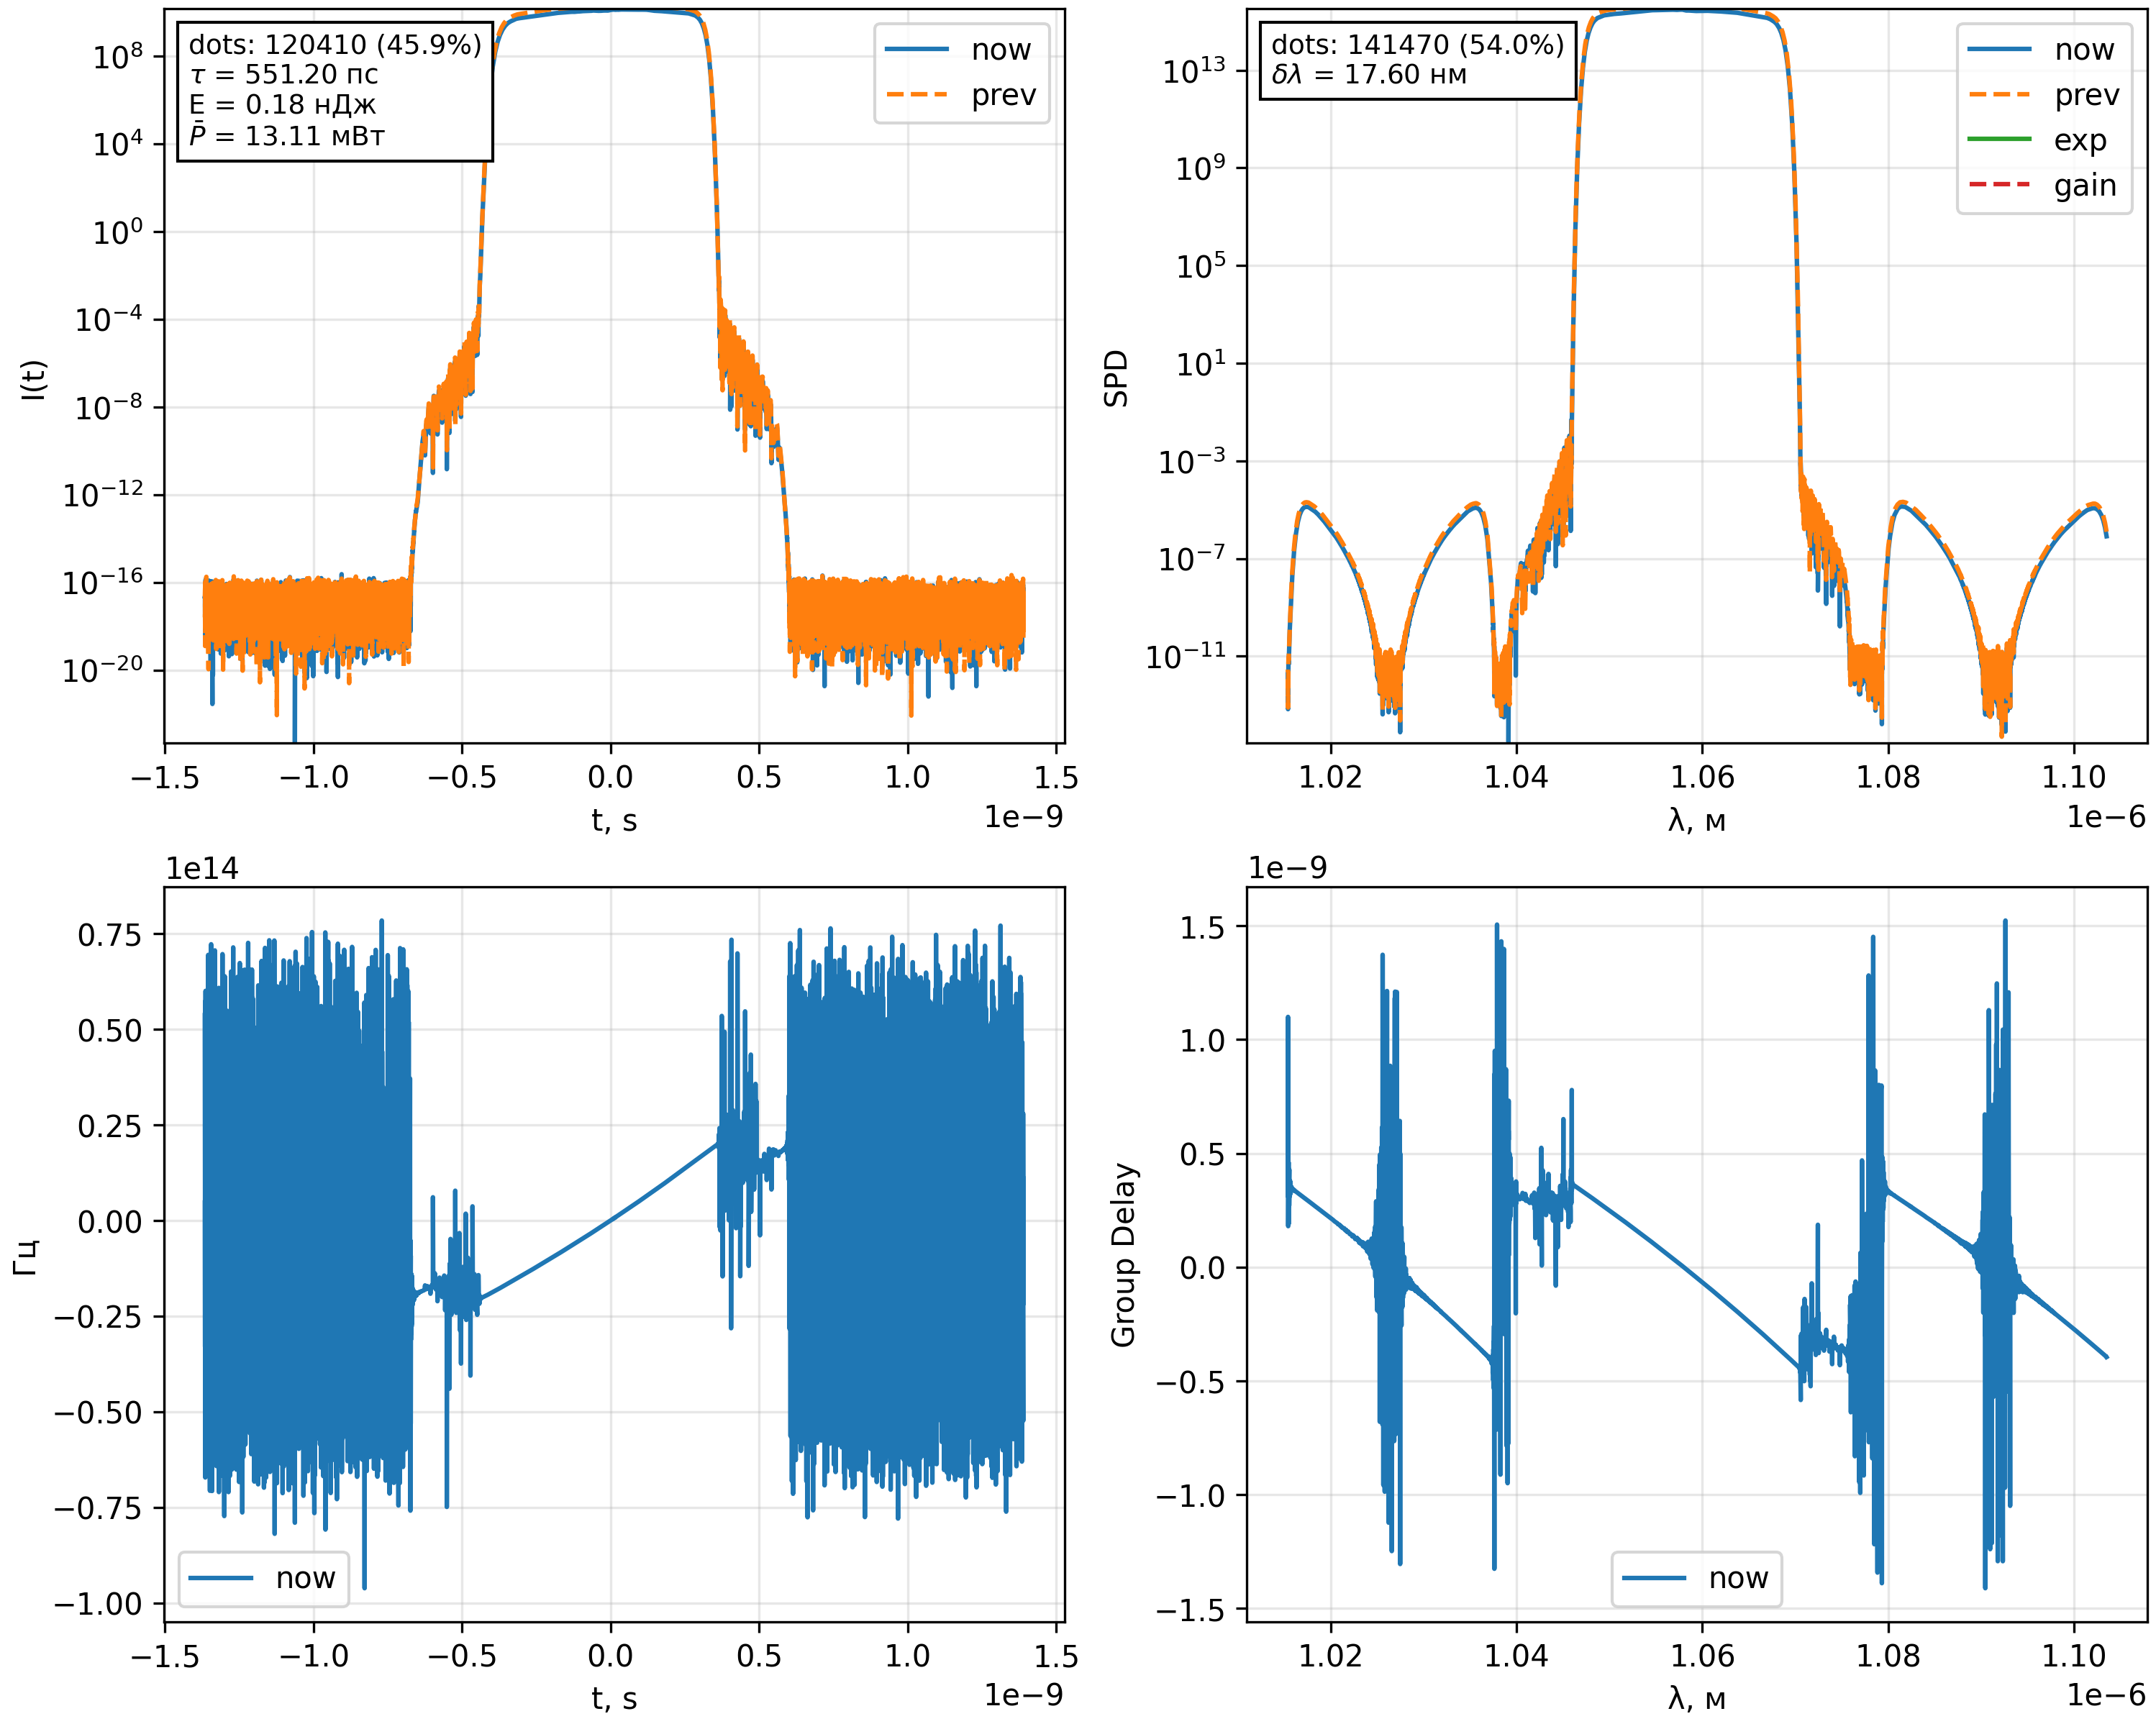 dots: 120410 (45.9%)
τ = 551.20 пс
E = 0.18 нДж
P̄ = 13.11 мВт
now
prev
10⁸
10⁴
10⁰
10⁻⁴
10⁻⁸
10⁻¹²
10⁻¹⁶
10⁻²⁰
I(t)
−1.5 −1.0 −0.5 0.0 0.5 1.0 1.5
t, s
1e−9
dots: 141470 (54.0%)
δλ = 17.60 нм
now
prev
exp
gain
10¹³
10⁹
10⁵
10¹
10⁻³
10⁻⁷
10⁻¹¹
SPD
1.02 1.04 1.06 1.08 1.10
λ, м
1e−6
1e14
0.75
0.50
0.25
0.00
−0.25
−0.50
−0.75
−1.00
Гц
now
−1.5 −1.0 −0.5 0.0 0.5 1.0 1.5
t, s
1e−9
1e−9
1.5
1.0
0.5
0.0
−0.5
−1.0
−1.5
Group Delay
now
1.02 1.04 1.06 1.08 1.10
λ, м
1e−6